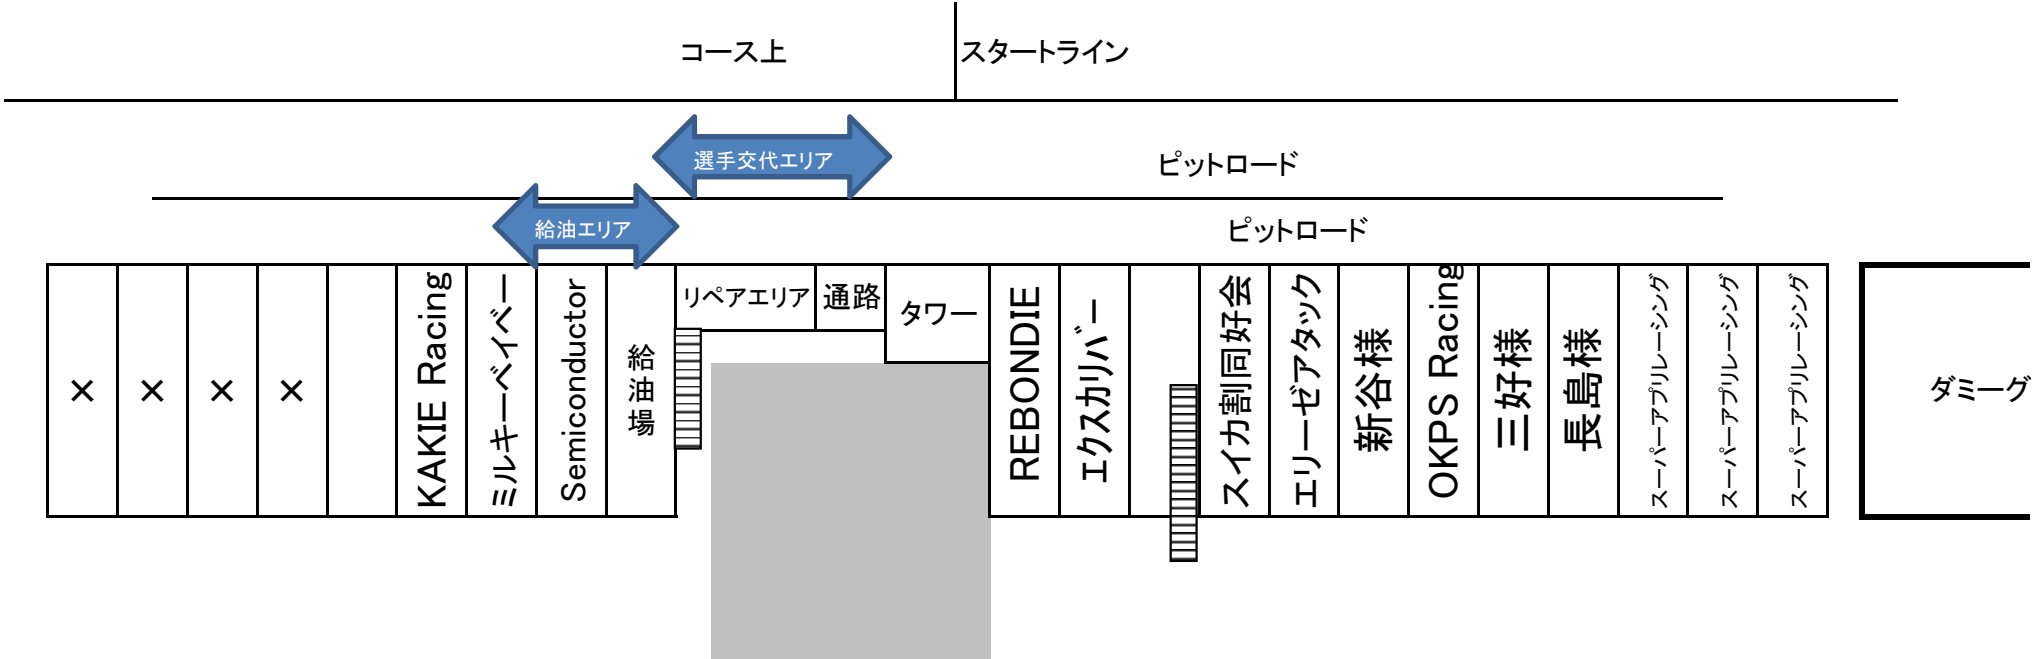 コース上
スタートライン
選手交代エリア
ピットロード
給油エリア
ピットロード
×
×
×
×
KAKIE Racing
ミルキーベイベー
Semiconductor
給油場
リペアエリア
通路
タワー
REBONDIE
エクスカリバー
スイカ割同好会
エリーゼアタック
新谷様
OKPS Racing
三好様
長島様
スーパーアプリレーシング
スーパーアプリレーシング
スーパーアプリレーシング
ダミーグ